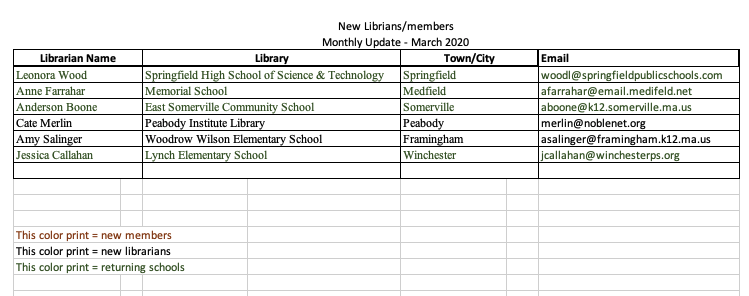 New Librians/members
Monthly Update - March 2020
Librarian Name Library Town/City Email
Leonora Wood Springfield High School of Science & Technology Springfield woodl@springfieldpublicschools.com
Anne Farrahar Memorial School Medfield afarrahar@email.medifeld.net
Anderson Boone East Somerville Community School Somerville aboone@k12.somerville.ma.us
Cate Merlin Peabody Institute Library Peabody merlin@noblenet.org
Amy Salinger Woodrow Wilson Elementary School Framingham asalinger@framingham.k12.ma.us
Jessica Callahan Lynch Elementary School Winchester jcallahan@winchesterps.org
This color print = new members
This color print = new librarians
This color print = returning schools